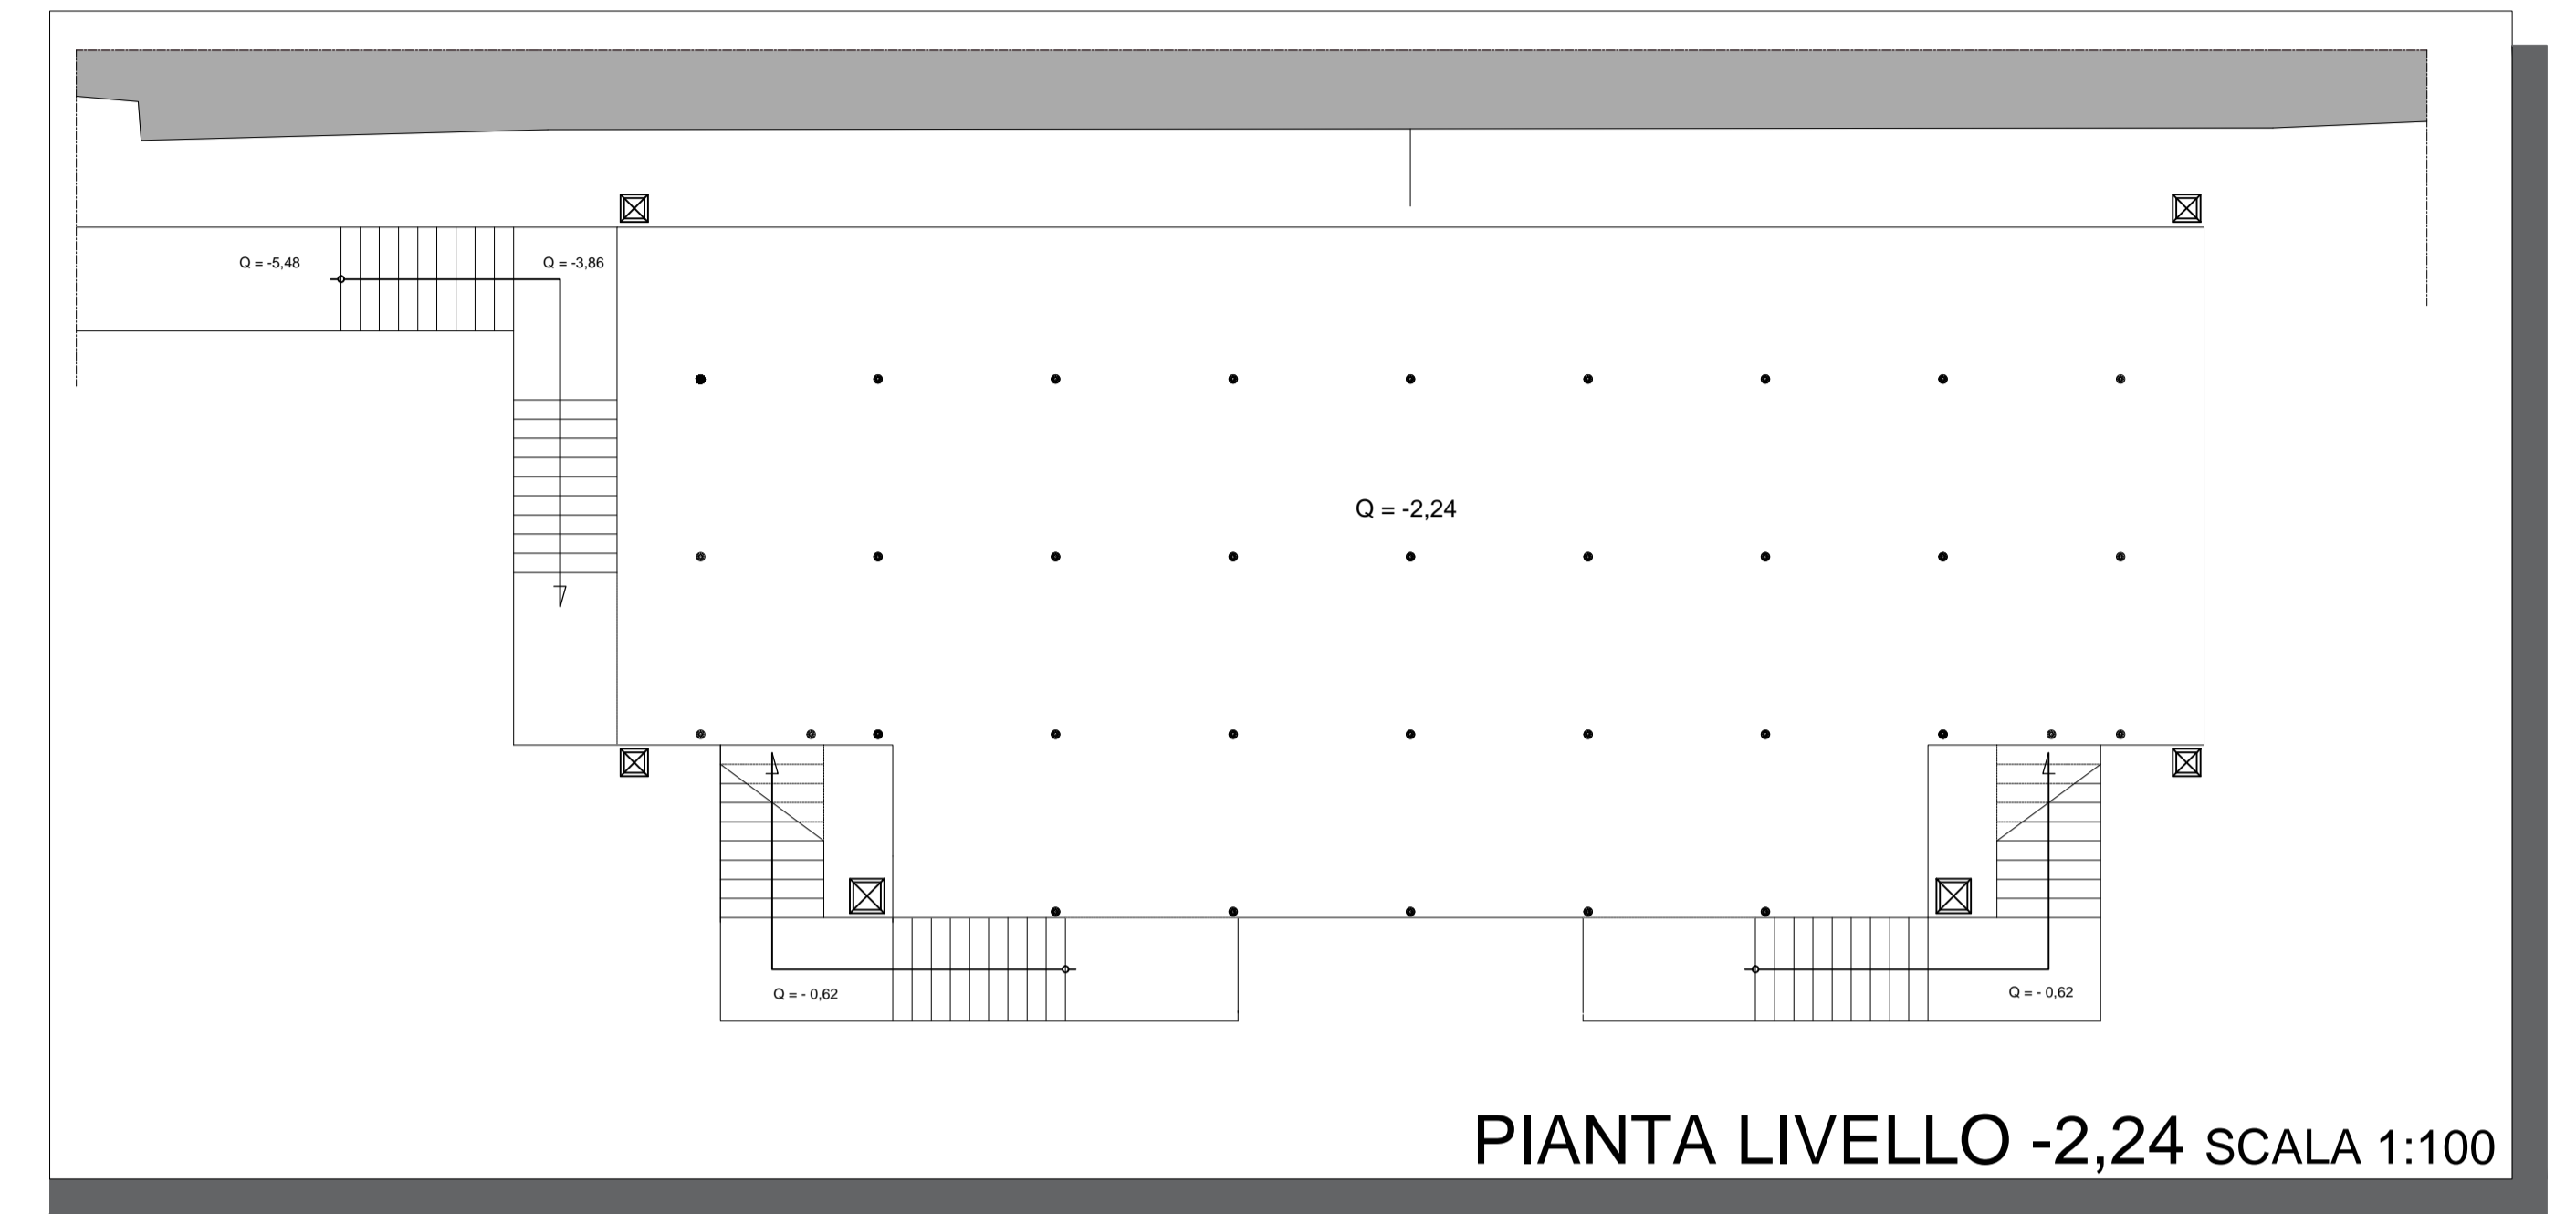 Q = -5,48
Q = -3,86
Q = -2,24
Q = - 0,62
Q = - 0,62
PIANTA LIVELLO -2,24 SCALA 1:100